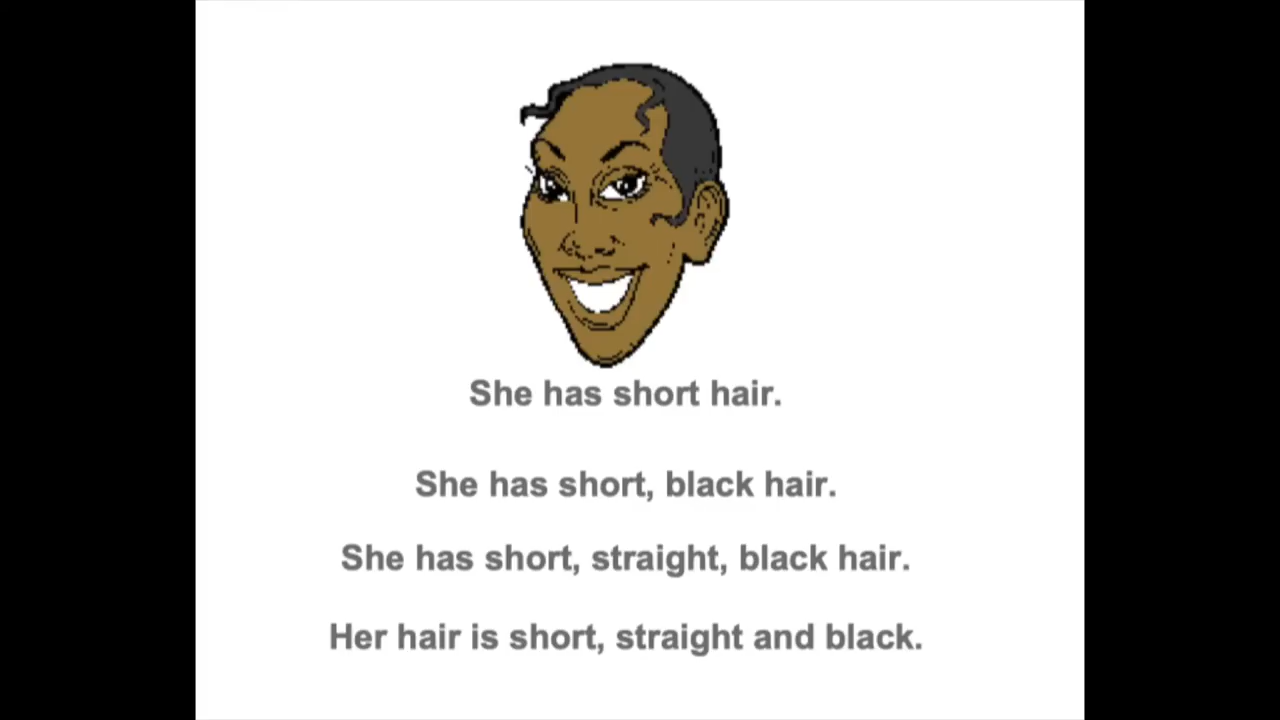 She has short hair.
She has short, black hair.
She has short, straight, black hair.
Her hair is short, straight and black.